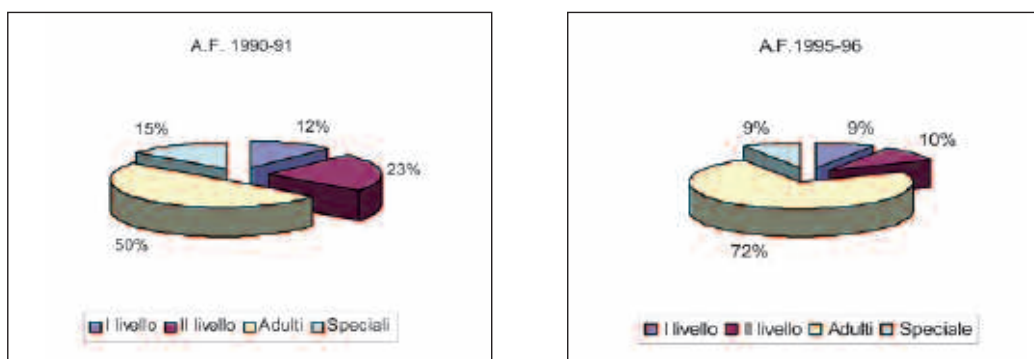 A.F. 1990-91
15%
12%
23%
50%
I livello II livello Adulti Speciali
A.F.1995-96
9%
9%
10%
72%
I livello II livello Adulti Speciale